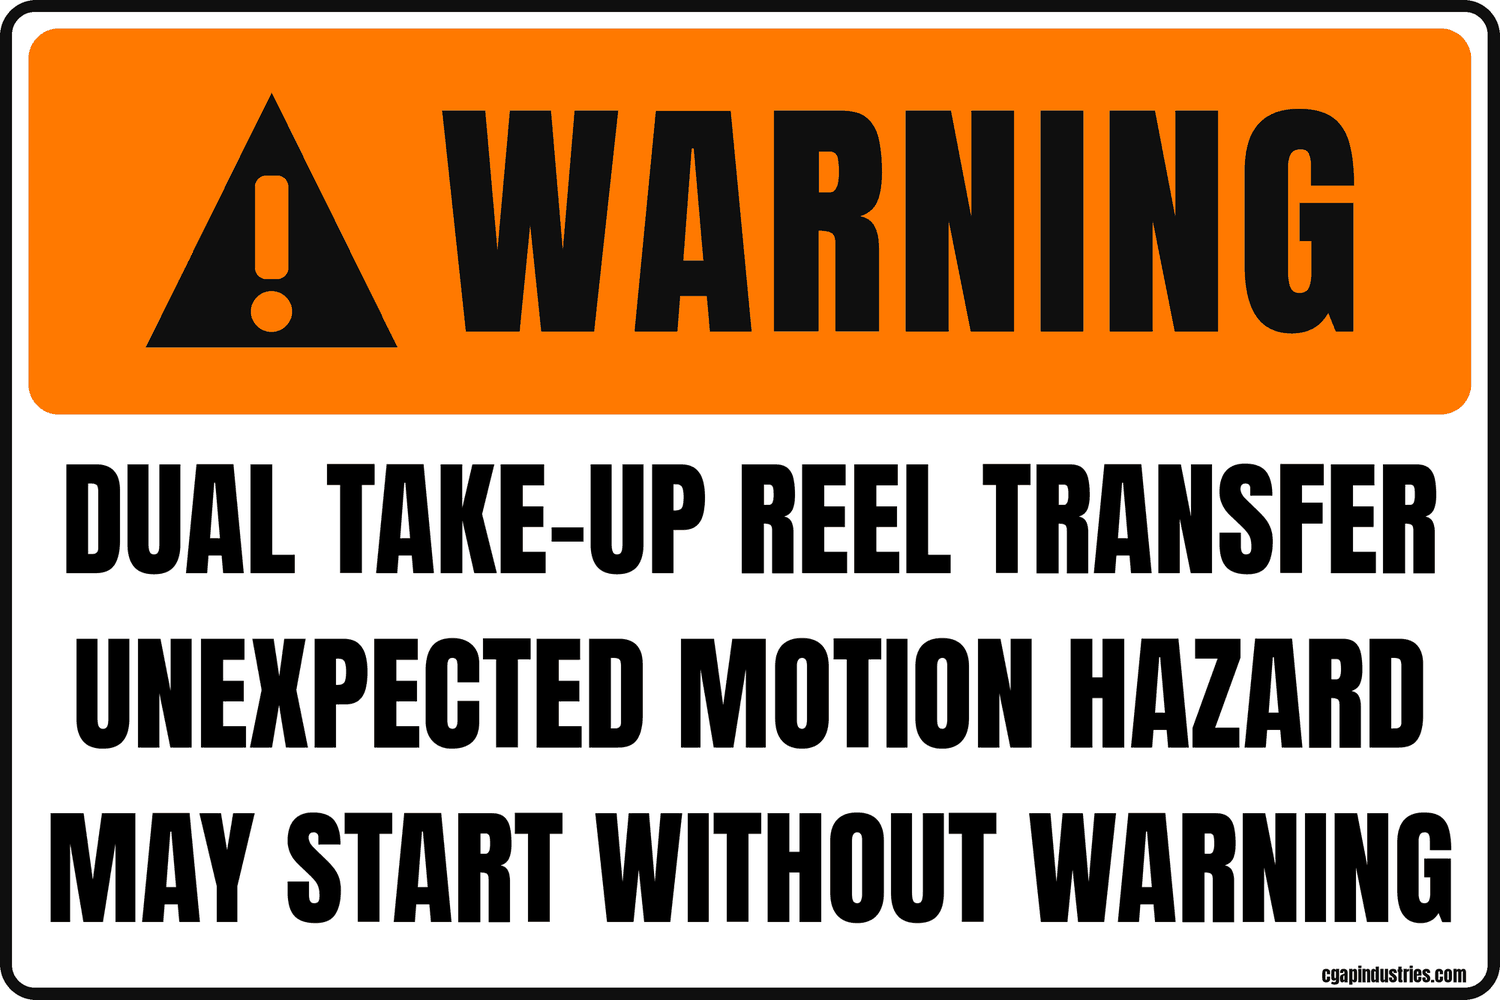 WARNING
DUAL TAKE-UP REEL TRANSFER
UNEXPECTED MOTION HAZARD
MAY START WITHOUT WARNING
cgapindustries.com